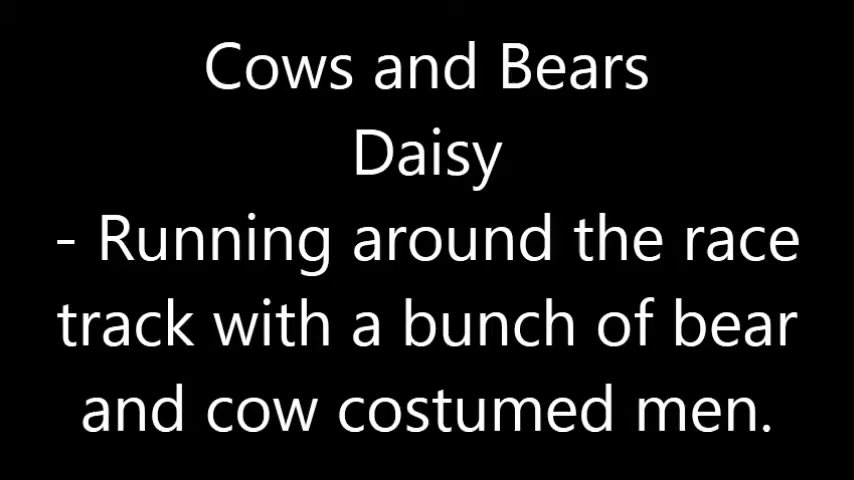 Cows and Bears
Daisy
- Running around the race
track with a bunch of bear
and cow costumed men.